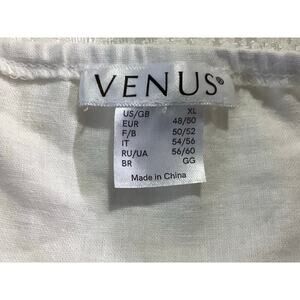 VENUS®
US/GB XL
EUR 48/50
F/B 50/52
IT 54/56
RU/UA 56/60
BR GG
Made in China